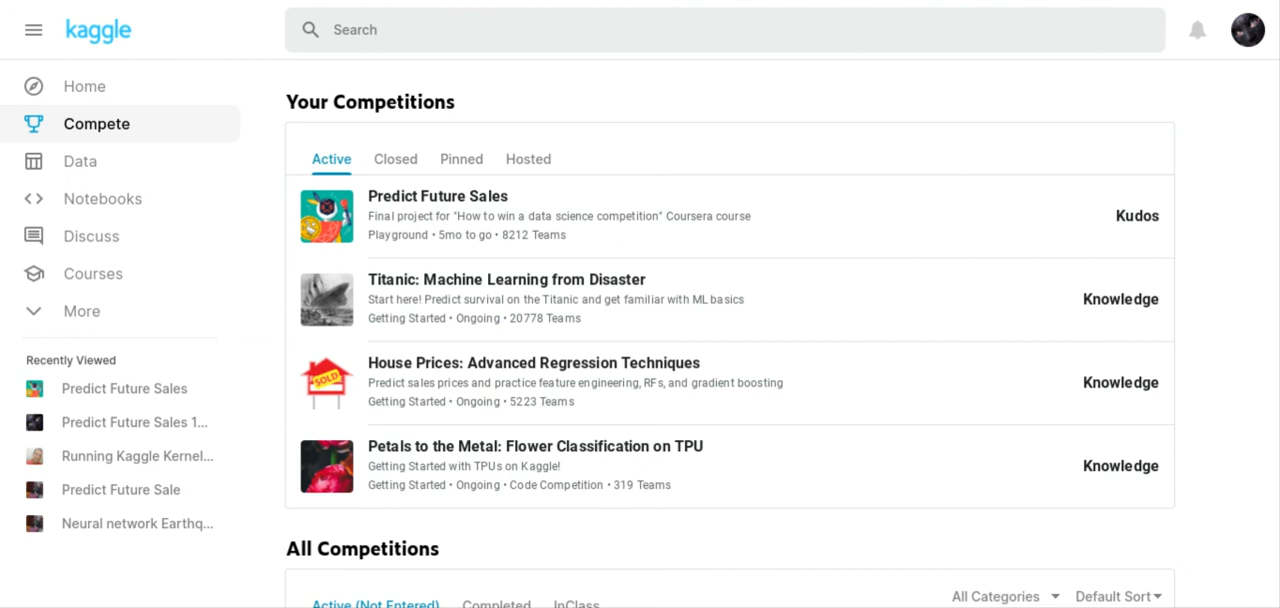 kaggle
Search
Home
Compete
Data
Notebooks
Discuss
Courses
More
Recently Viewed
Predict Future Sales
Predict Future Sales 1...
Running Kaggle Kernel...
Predict Future Sale
Neural network Earthq...
Your Competitions
Active Closed Pinned Hosted
Predict Future Sales
Final project for "How to win a data science competition" Coursera course
Playground • 5mo to go • 8212 Teams
Kudos
Titanic: Machine Learning from Disaster
Start here! Predict survival on the Titanic and get familiar with ML basics
Getting Started • Ongoing • 20778 Teams
Knowledge
SOLD
House Prices: Advanced Regression Techniques
Predict sales prices and practice feature engineering, RFs, and gradient boosting
Getting Started • Ongoing • 5223 Teams
Knowledge
Petals to the Metal: Flower Classification on TPU
Getting Started with TPUs on Kaggle!
Getting Started • Ongoing • Code Competition • 319 Teams
Knowledge
All Competitions
Active (Not Entered) Completed InClass
All Categories Default Sort